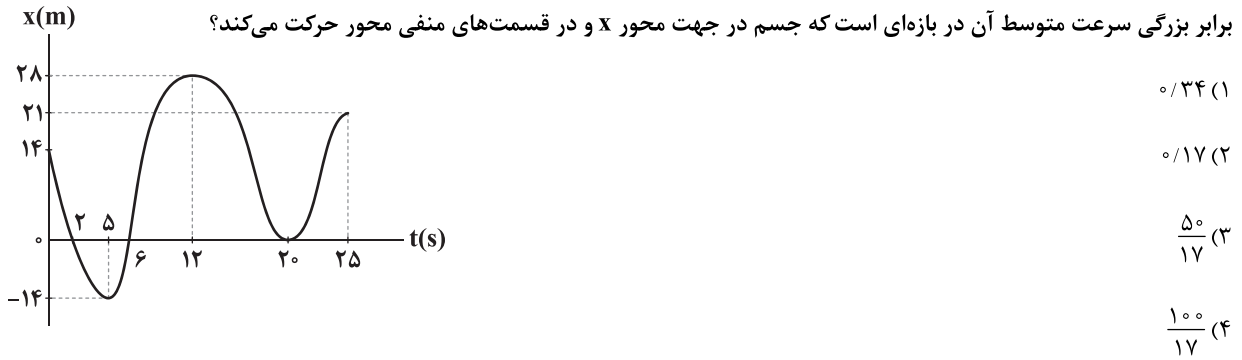 برابر بزرگی سرعت متوسط آن در بازه‌ای است که جسم در جهت محور x و در قسمت‌های منفی محور حرکت می‌کند؟
۰/۳۴ (۱
۰/۱۷ (۲
۵۰/۱۷ (۳
۱۰۰/۱۷ (۴
x(m)
۲۸
۲۱
۱۴
۲ ۵
۰
t(s)
۶ ۱۲ ۲۰ ۲۵
−۱۴